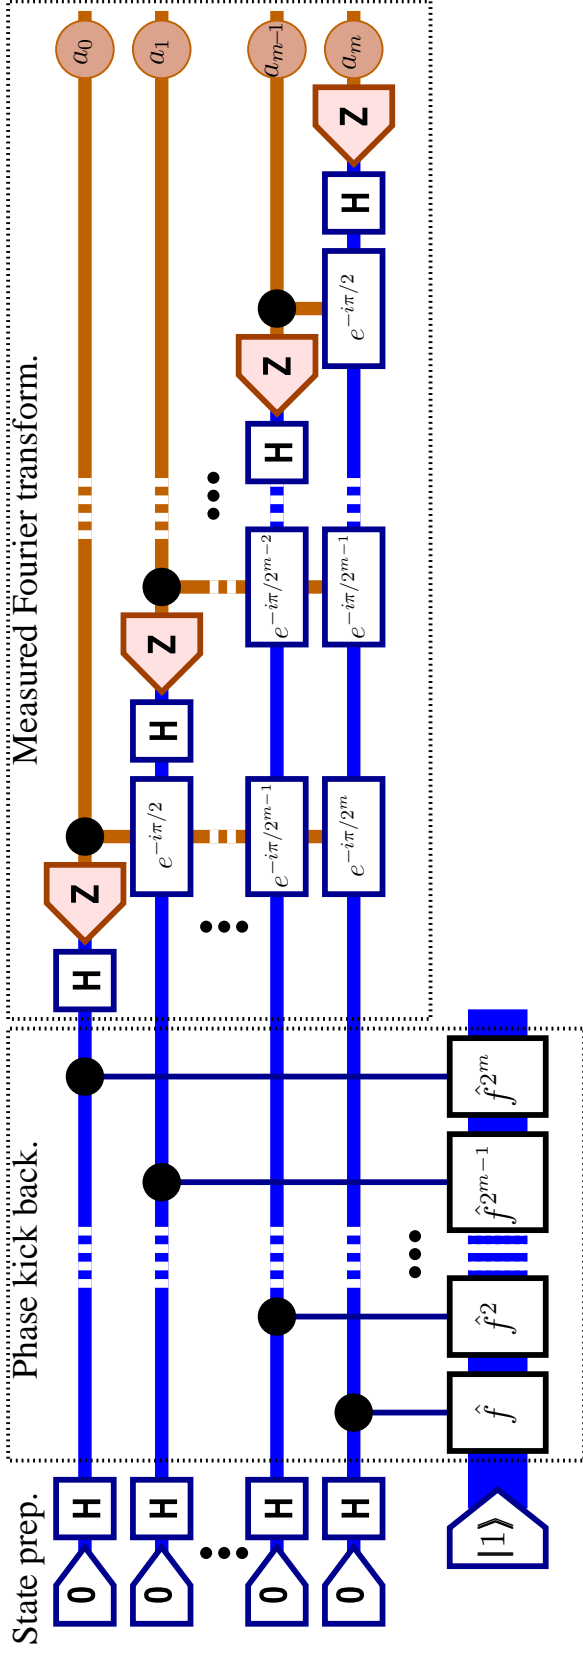 State prep.
Phase kick back.
Measured Fourier transform.
0 H H Z a_0
0 H e^{-iπ/2} H Z a_1
0 H e^{-iπ/2^{m-1}} e^{-iπ/2^{m-2}} H Z a_{m-1}
0 H e^{-iπ/2^m} e^{-iπ/2^{m-1}} e^{-iπ/2} H Z a_m
|1⟫ f̂ f̂^2 f̂^{2^{m-1}} f̂^{2^m}